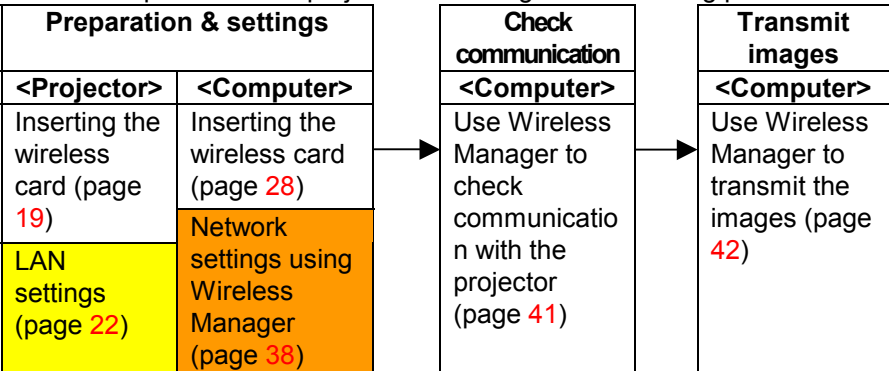 Preparation & settings
<Projector>
Inserting the
wireless
card (page
19)
LAN
settings
(page 22)
<Computer>
Inserting the
wireless card
(page 28)
Network
settings using
Wireless
Manager
(page 38)
Check
communication
<Computer>
Use Wireless
Manager to
check
communicatio
n with the
projector
(page 41)
Transmit
images
<Computer>
Use Wireless
Manager to
transmit the
images (page
42)